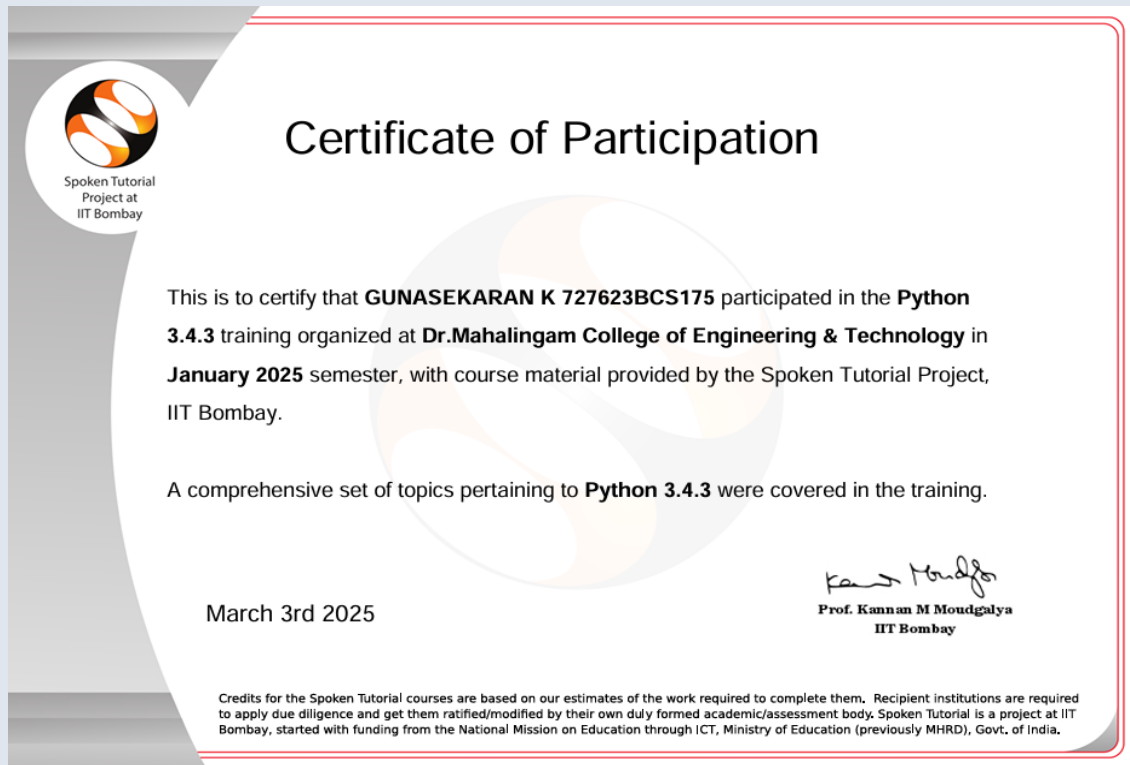 Spoken Tutorial
Project at
IIT Bombay
Certificate of Participation
This is to certify that GUNASEKARAN K 727623BCS175 participated in the Python
3.4.3 training organized at Dr.Mahalingam College of Engineering & Technology in
January 2025 semester, with course material provided by the Spoken Tutorial Project,
IIT Bombay.
A comprehensive set of topics pertaining to Python 3.4.3 were covered in the training.
March 3rd 2025
Prof. Kannan M Moudgalya
IIT Bombay
Credits for the Spoken Tutorial courses are based on our estimates of the work required to complete them. Recipient institutions are required
to apply due diligence and get them ratified/modified by their own duly formed academic/assessment body. Spoken Tutorial is a project at IIT
Bombay, started with funding from the National Mission on Education through ICT, Ministry of Education (previously MHRD), Govt. of India.